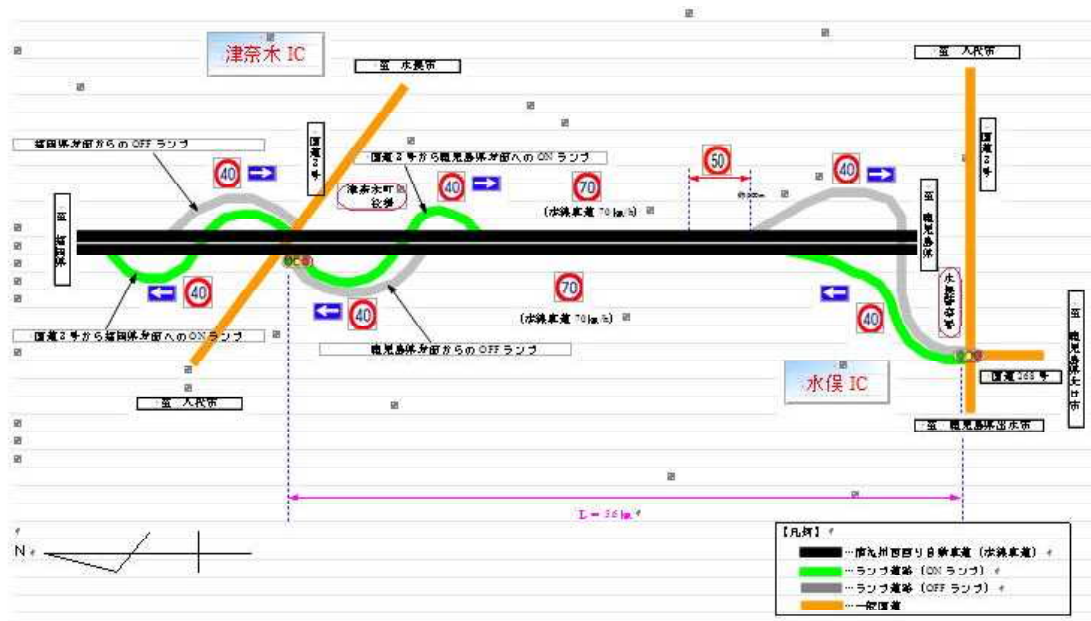 津奈木 IC
至 水俣市
至 八代市
福岡県方面からの OFF ランプ
国道3号
国道3号から鹿児島県方面への ON ランプ
50
国道3号
40
津奈木町
役場
40
70
40
(本線車道 70 km/h)
至 福岡県
至 鹿児島県
40
70
水俣市役所
40
(本線車道 70km/h)
40
国道3号から福岡県方面への ON ランプ
鹿児島県方面からの OFF ランプ
至 鹿児島県大口市
水俣 IC
国道268号
至 八代市
至 鹿児島県出水市
L = 5.6 km
N
【凡例】
…南九州西回り自動車道 (本線車道)
…ランプ道路 (ON ランプ)
…ランプ道路 (OFF ランプ)
…一般国道